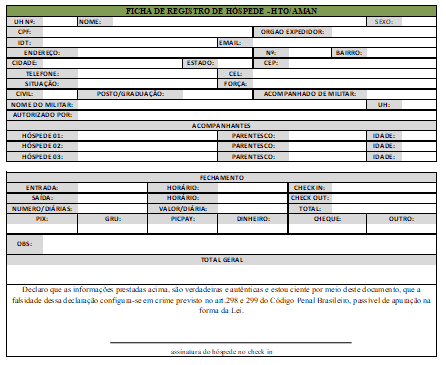 FICHA DE REGISTRO DE HÓSPEDE –HTO/AMAN
UH Nº: NOME: SEXO:
CPF: ORGAO EXPEDIDOR:
IDT: EMAIL:
ENDEREÇO: Nº: BAIRRO:
CIDADE: ESTADO: CEP:
TELEFONE: CEL:
SITUAÇÃO: FORÇA:
CIVIL: POSTO/GRADUAÇÃO: ACOMPANHADO DE MILITAR:
NOME DO MILITAR: UH:
AUTORIZADO POR:
ACOMPANHANTES
HÓSPEDE 01: PARENTESCO: IDADE:
HÓSPEDE 02: PARENTESCO: IDADE:
HÓSPEDE 03: PARENTESCO: IDADE:
FECHAMENTO
ENTRADA: HORÁRIO: CHECKIN:
SAÍDA: HORÁRIO: CHECK OUT:
NUMERO/DIÁRIAS: VALOR/DIÁRIA: TOTAL:
PIX: GRU: PICPAY: DINHEIRO: CHEQUE: OUTRO:
OBS:
TOTAL GERAL
Declaro que as informações prestadas acima, são verdadeiras e autênticas e estou ciente por meio deste documento, que a
falsidade dessa declaração configura-se em crime previsto no art.298 e 299 do Código Penal Brasileiro, passível de apuração na
forma da Lei.
assinatura do hóspede no check in